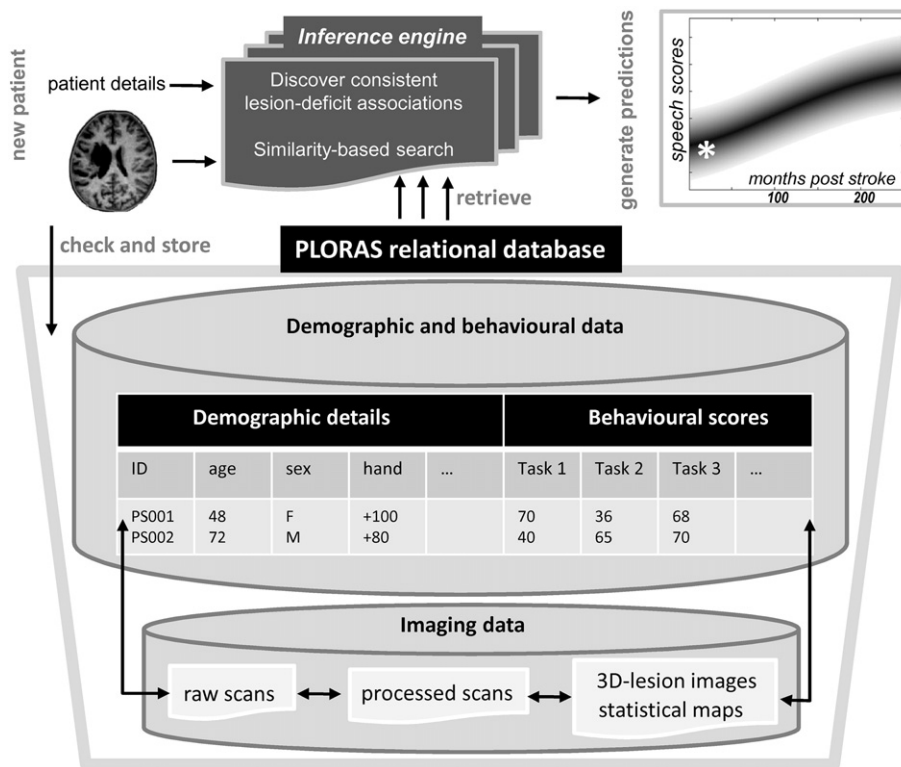 new patient
patient details
Inference engine
Discover consistent
lesion-deficit associations
Similarity-based search
generate predictions
speech scores
*
months post stroke
100
200
retrieve
check and store
PLORAS relational database
Demographic and behavioural data
Demographic details Behavioural scores
ID age sex hand ... Task 1 Task 2 Task 3 ...
PS001 48 F +100 70 36 68
PS002 72 M +80 40 65 70
Imaging data
raw scans
processed scans
3D-lesion images
statistical maps